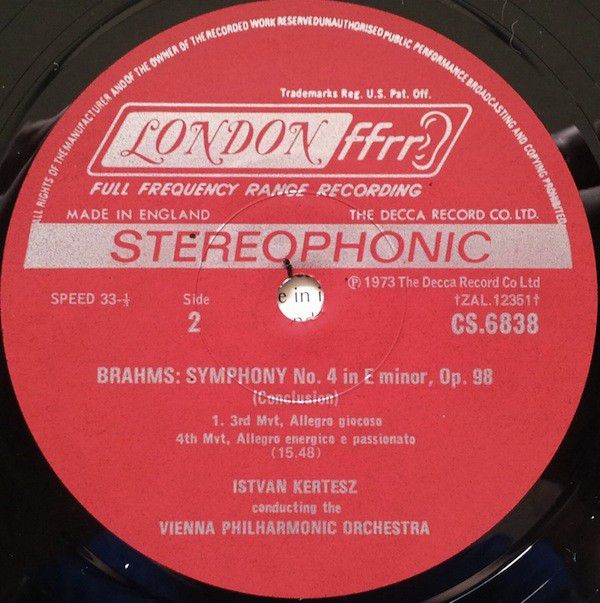 ALL RIGHTS OF THE MANUFACTURER AND OF THE OWNER OF THE RECORDED WORK RESERVED UNAUTHORISED PUBLIC PERFORMANCE BROADCASTING AND COPYING PROHIBITED
Trademarks Reg. U.S. Pat. Off.
LONDON ffrr
FULL FREQUENCY RANGE RECORDING
MADE IN ENGLAND THE DECCA RECORD CO. LTD.
STEREOPHONIC
℗ 1973 The Decca Record Co Ltd
SPEED 33-⅓ Side †ZAL.12351†
2 CS.6838
e in i
BRAHMS: SYMPHONY No. 4 in E minor, Op. 98
(Conclusion)
1. 3rd Mvt, Allegro giocoso
4th Mvt, Allegro energico e passionato
(15.48)
ISTVAN KERTESZ
conducting the
VIENNA PHILHARMONIC ORCHESTRA